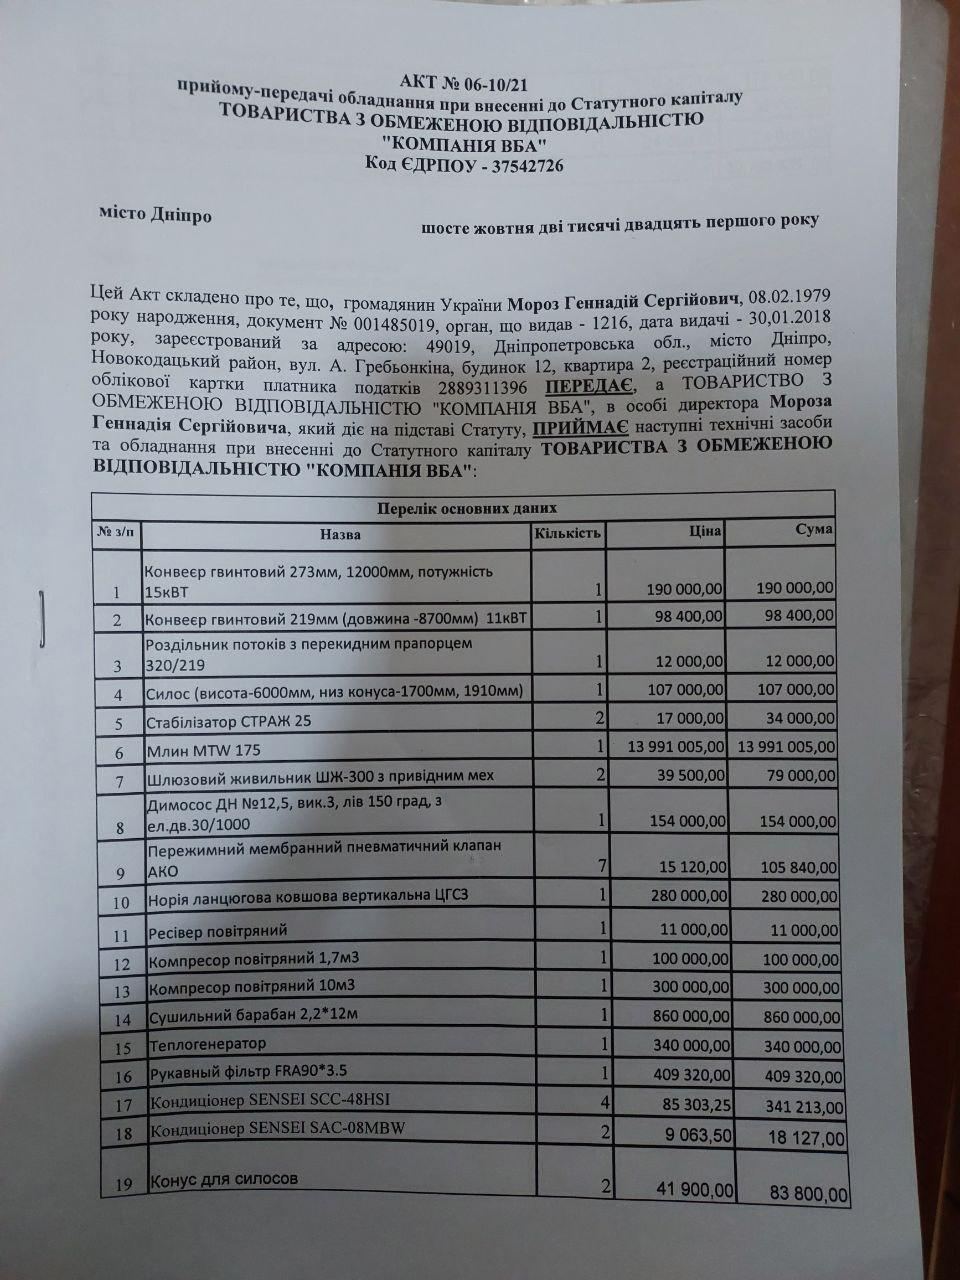 АКТ № 06-10/21
прийому-передачі обладнання при внесенні до Статутного капіталу
ТОВАРИСТВА З ОБМЕЖЕНОЮ ВІДПОВІДАЛЬНІСТЮ
"КОМПАНІЯ ВБА"
Код ЄДРПОУ - 37542726
місто Дніпро
шосте жовтня дві тисячі двадцять першого року
Цей Акт складено про те, що, громадянин України Мороз Геннадій Сергійович, 08.02.1979
року народження, документ № 001485019, орган, що видав - 1216, дата видачі - 30,01.2018
року, зареєстрований за адресою: 49019, Дніпропетровська обл., місто Дніпро,
Новокодацький район, вул. А. Гребьонкіна, будинок 12, квартира 2, реєстраційний номер
облікової картки платника податків 2889311396 ПЕРЕДАЄ, а ТОВАРИСТВО З
ОБМЕЖЕНОЮ ВІДПОВІДАЛЬНІСТЮ "КОМПАНІЯ ВБА", в особі директора Мороза
Геннадія Сергійовича, який діє на підставі Статуту, ПРИЙМАЄ наступні технічні засоби
та обладнання при внесенні до Статутного капіталу ТОВАРИСТВА З ОБМЕЖЕНОЮ
ВІДПОВІДАЛЬНІСТЮ "КОМПАНІЯ ВБА":
Перелік основних даних
№ з/п Назва Кількість Ціна Сума
Конвеєр гвинтовий 273мм, 12000мм, потужність
1 15кВТ 1 190 000,00 190 000,00
2 Конвеєр гвинтовий 219мм (довжина -8700мм) 11кВТ 1 98 400,00 98 400,00
Роздільник потоків з перекидним прапорцем
3 320/219 1 12 000,00 12 000,00
4 Силос (висота-6000мм, низ конуса-1700мм, 1910мм) 1 107 000,00 107 000,00
5 Стабілізатор СТРАЖ 25 2 17 000,00 34 000,00
6 Млин MTW 175 1 13 991 005,00 13 991 005,00
7 Шлюзовий живильник ШЖ-300 з привідним мех 2 39 500,00 79 000,00
Димосос ДН №12,5, вик.3, лів 150 град, з
8 ел.дв.30/1000 1 154 000,00 154 000,00
Пережимний мембранний пневматичний клапан
9 АКО 7 15 120,00 105 840,00
10 Норія ланцюгова ковшова вертикальна ЦГСЗ 1 280 000,00 280 000,00
11 Ресівер повітряний 1 11 000,00 11 000,00
12 Компресор повітряний 1,7м3 1 100 000,00 100 000,00
13 Компресор повітряний 10м3 1 300 000,00 300 000,00
14 Сушильний барабан 2,2*12м 1 860 000,00 860 000,00
15 Теплогенератор 1 340 000,00 340 000,00
16 Рукавный фільтр FRA90*3.5 1 409 320,00 409 320,00
17 Кондиціонер SENSEI SCC-48HSI 4 85 303,25 341 213,00
18 Кондиціонер SENSEI SAC-08MBW 2 9 063,50 18 127,00
19 Конус для силосов 2 41 900,00 83 800,00